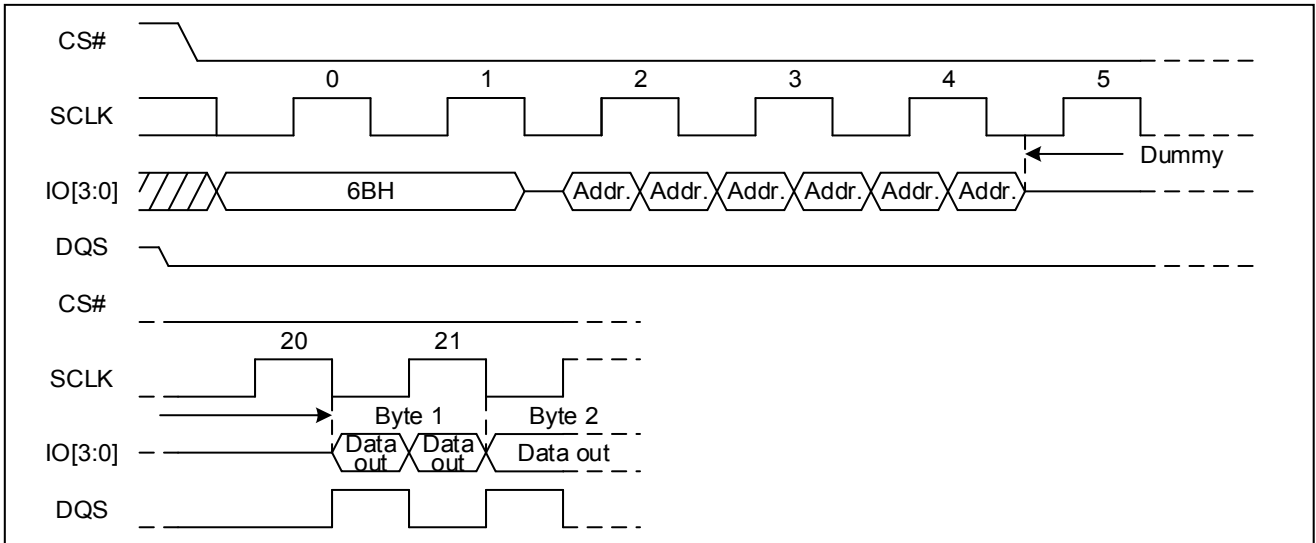 CS#
0 1 2 3 4 5
SCLK
Dummy
IO[3:0] 6BH Addr. Addr. Addr. Addr. Addr. Addr.
DQS
CS#
20 21
SCLK
Byte 1 Byte 2
IO[3:0] Data out Data out Data out
DQS